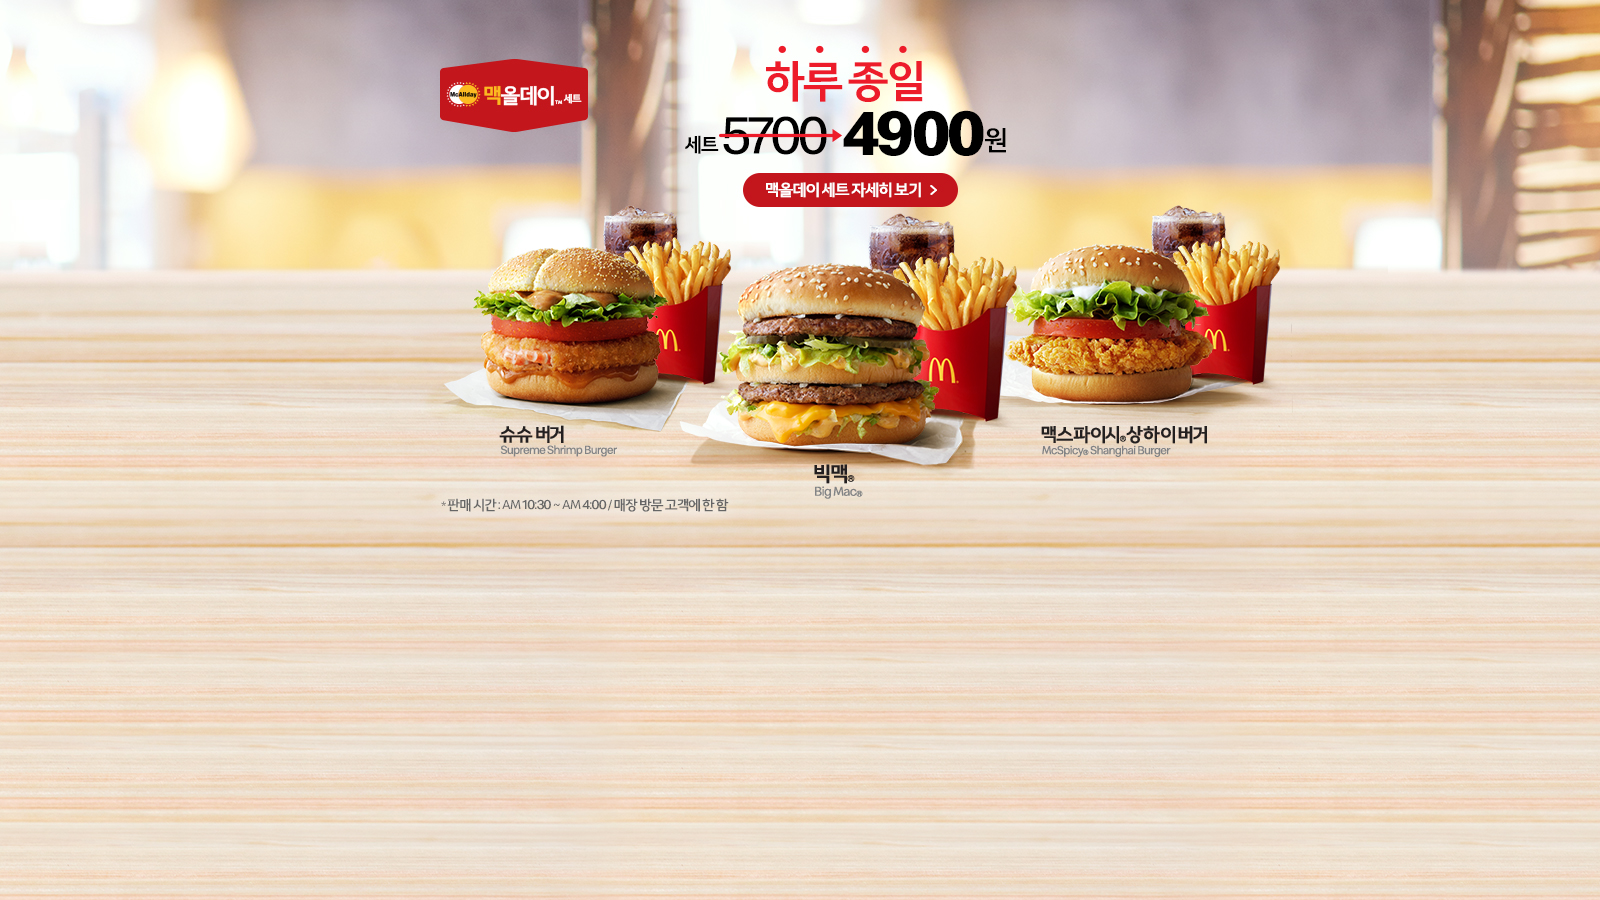 McAllday 맥올데이™ 세트
하루 종일
세트 5700 4900원
맥올데이 세트 자세히 보기 >
슈슈 버거
Supreme Shrimp Burger
빅맥®
Big Mac®
맥스파이시® 상하이 버거
McSpicy® Shanghai Burger
* 판매 시간 : AM 10:30 ~ AM 4:00 / 매장 방문 고객에 한 함